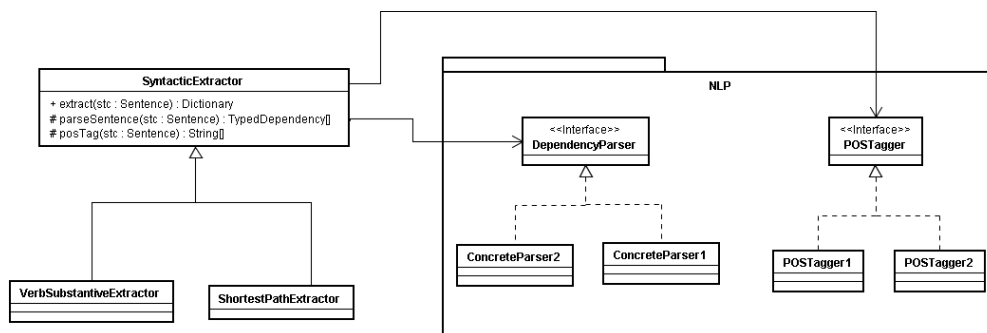 SyntacticExtractor
+ extract(stc : Sentence) : Dictionary
# parseSentence(stc : Sentence) : TypedDependency[]
# posTag(stc : Sentence) : String[]
NLP
<<Interface>>
DependencyParser
<<Interface>>
POSTagger
ConcreteParser2
ConcreteParser1
POSTagger1
POSTagger2
VerbSubstantiveExtractor
ShortestPathExtractor